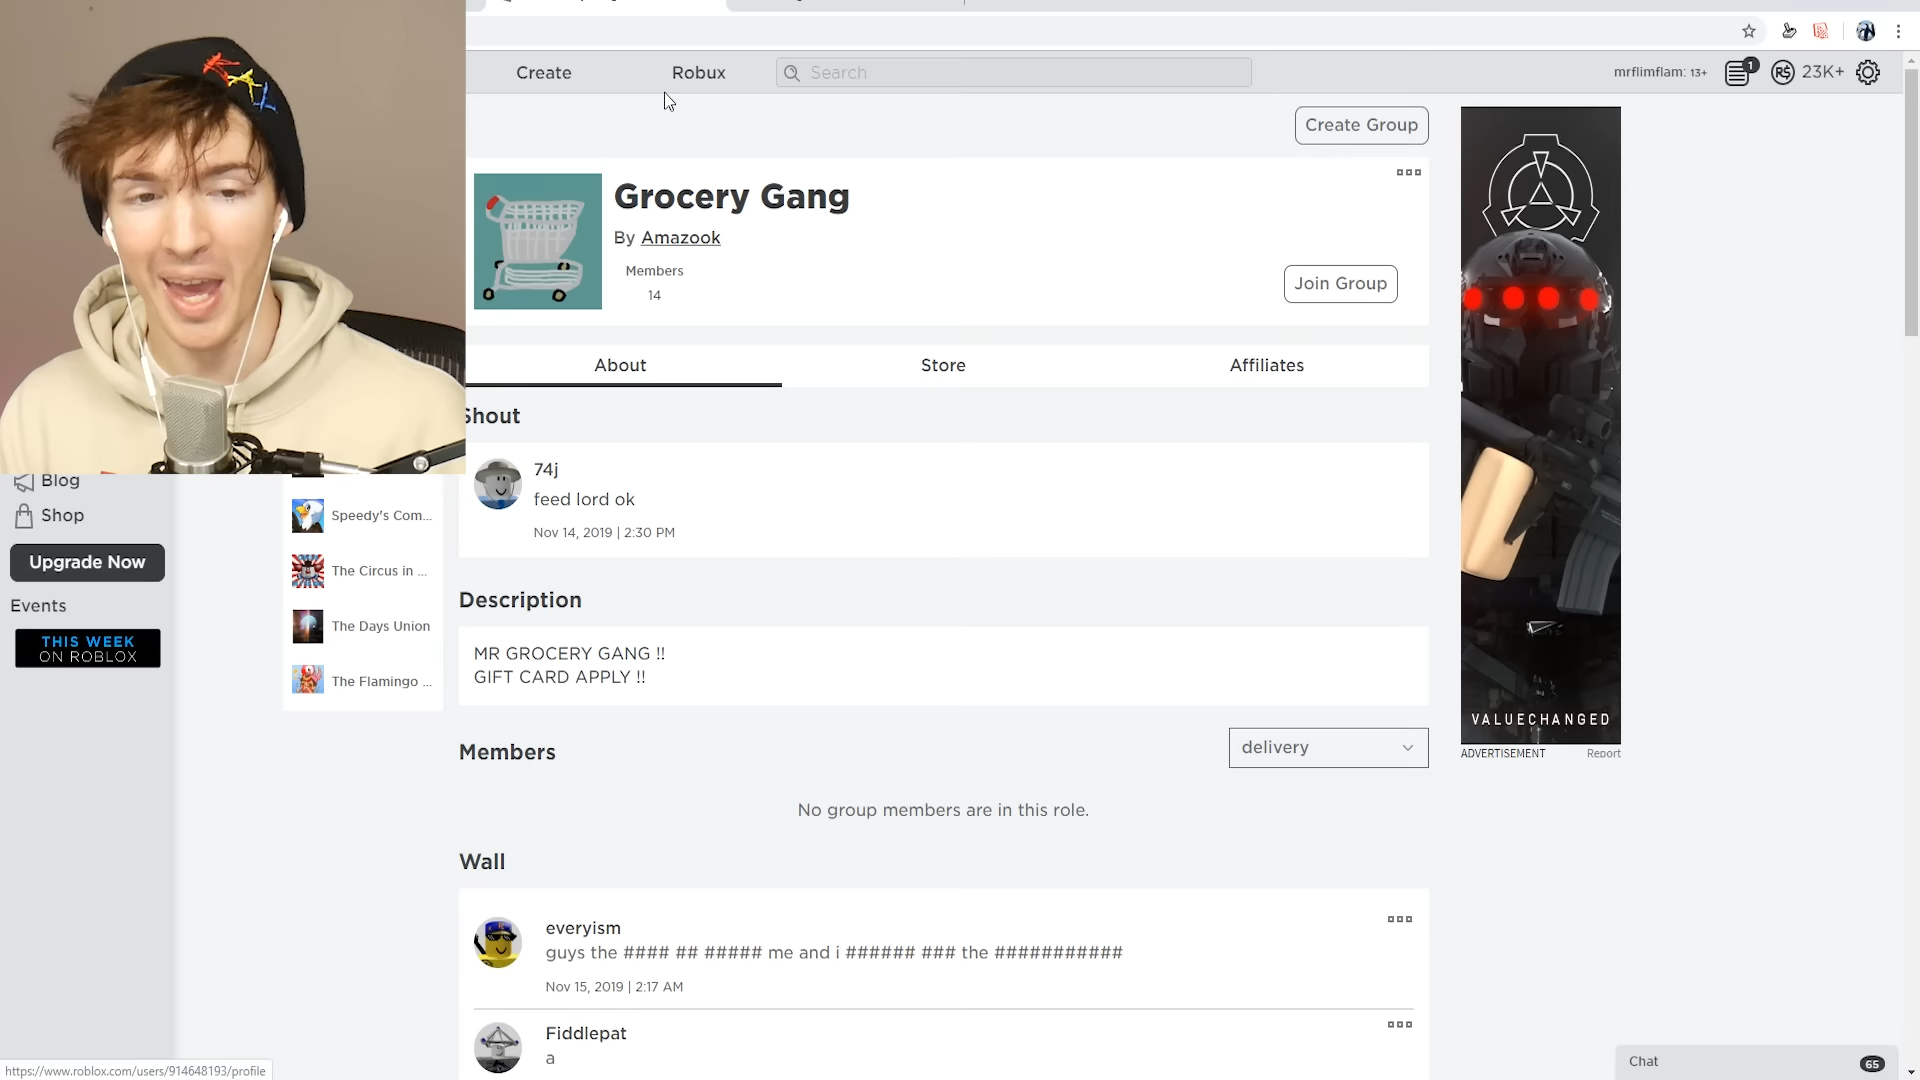 KAL
Create
Robux
Search
mrflimflam: 13+
1
23K+
Create Group
Grocery Gang
By Amazook
Members
14
Join Group
About
Store
Affiliates
Shout
74j
feed lord ok
Nov 14, 2019 | 2:30 PM
Blog
Shop
Upgrade Now
Events
THIS WEEK
ON ROBLOX
Speedy's Com...
The Circus in ...
The Days Union
The Flamingo ...
Description
MR GROCERY GANG !!
GIFT CARD APPLY !!
Members
delivery
No group members are in this role.
Wall
everyism
guys the #### ## ##### me and i ###### ### the ###########
Nov 15, 2019 | 2:17 AM
Fiddlepat
a
VALUECHANGED
ADVERTISEMENT
Report
Chat
65
https://www.roblox.com/users/914648193/profile